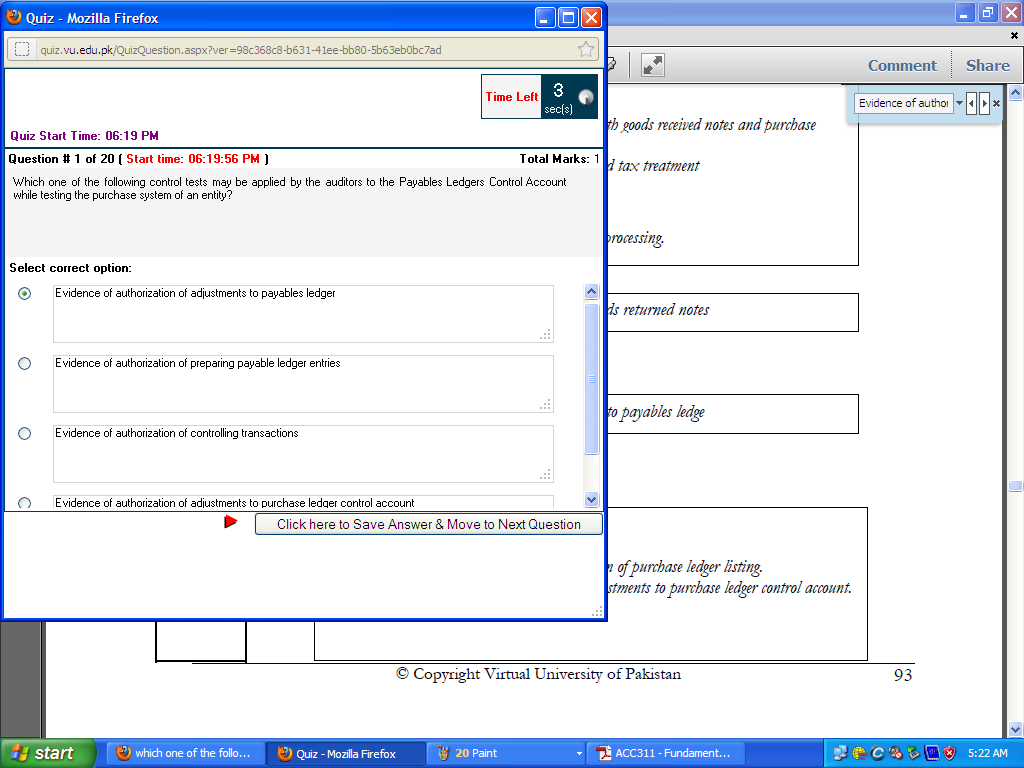 Quiz - Mozilla Firefox
quiz.vu.edu.pk/QuizQuestion.aspx?ver=98c368c8-b631-41ee-bb80-5b63eb0bc7ad
Time Left 3 sec(s)
Quiz Start Time: 06:19 PM
Question # 1 of 20 ( Start time: 06:19:56 PM ) Total Marks: 1
Which one of the following control tests may be applied by the auditors to the Payables Ledgers Control Account
while testing the purchase system of an entity?
Select correct option:
Evidence of authorization of adjustments to payables ledger
Evidence of authorization of preparing payable ledger entries
Evidence of authorization of controlling transactions
Evidence of authorization of adjustments to purchase ledger control account
Click here to Save Answer & Move to Next Question
Comment Share
Evidence of author
th goods received notes and purchase
d tax treatment
processing.
ds returned notes
to payables ledge
n of purchase ledger listing.
stments to purchase ledger control account.
© Copyright Virtual University of Pakistan 93
start
which one of the follo...
Quiz - Mozilla Firefox
20 Paint
ACC311 - Fundament...
5:22 AM